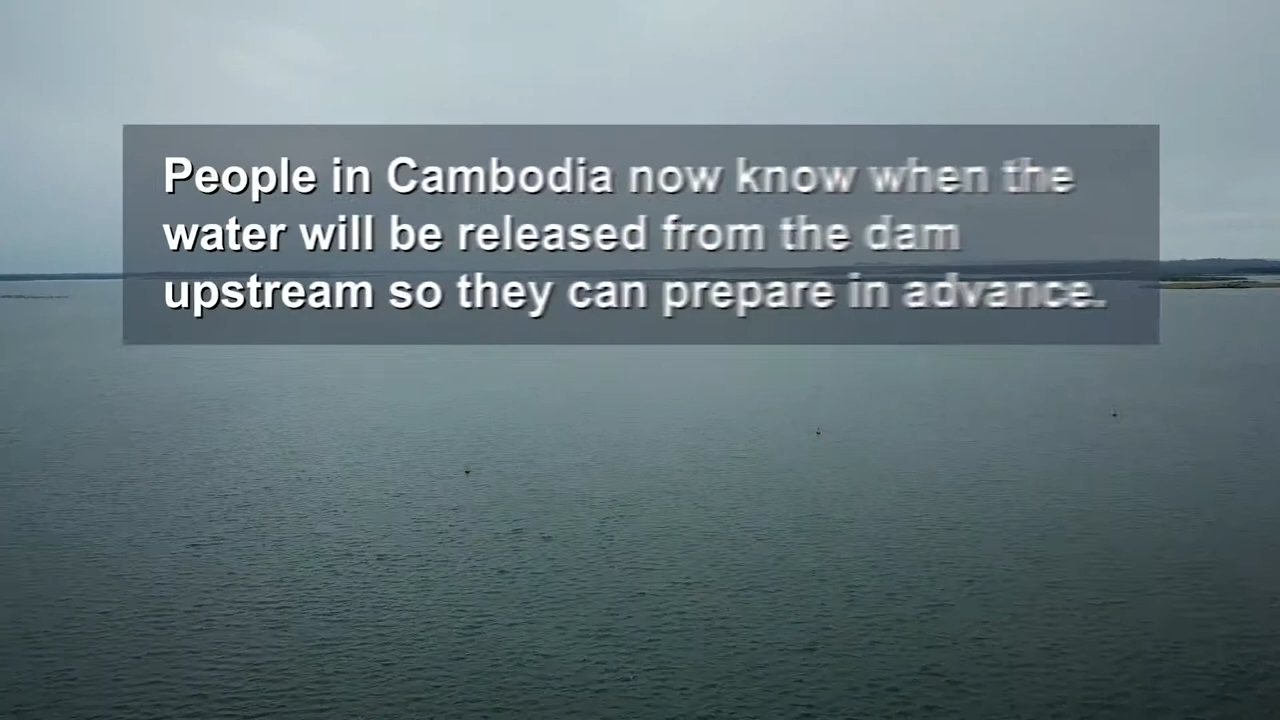 People in Cambodia now know when the
water will be released from the dam
upstream so they can prepare in advance.